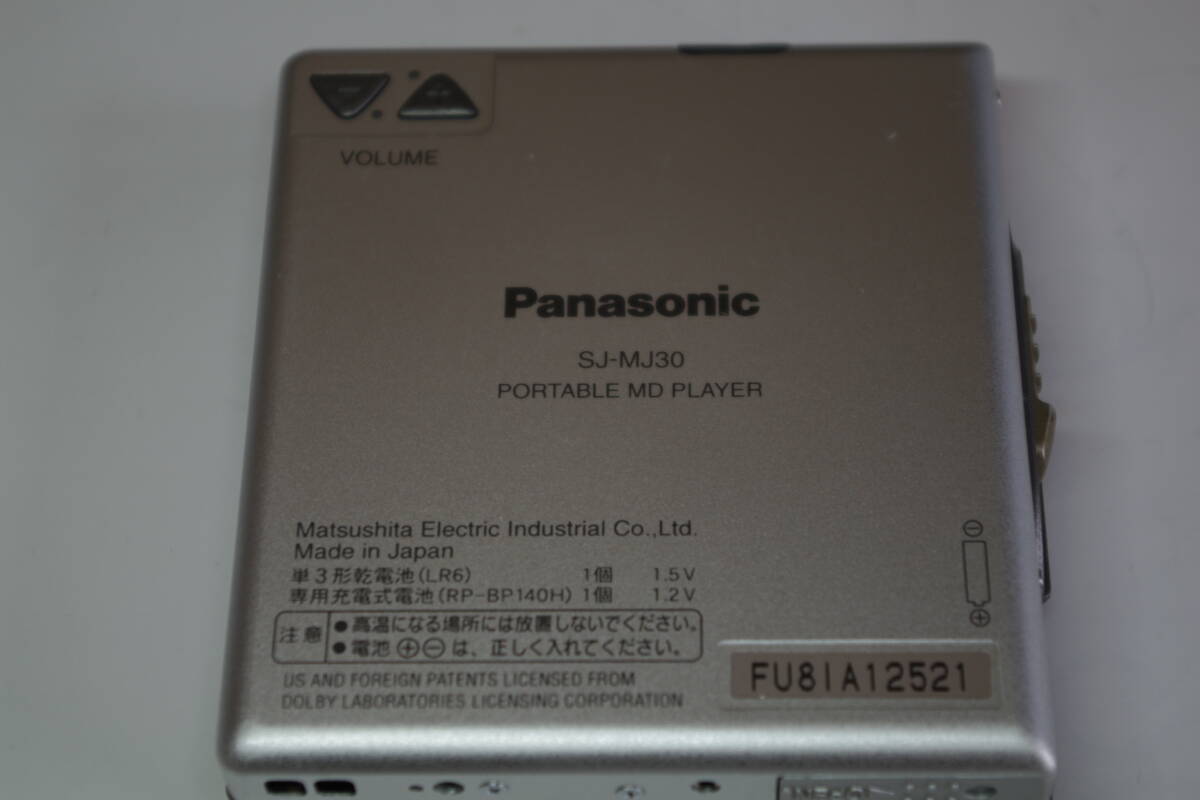 VOLUME
Panasonic
SJ-MJ30
PORTABLE MD PLAYER
Matsushita Electric Industrial Co.,Ltd.
Made in Japan
単3形乾電池(LR6) 1個 1.5V
専用充電式電池(RP-BP140H) 1個 1.2V
注意
●高温になる場所には放置しないでください。
●電池⊕⊖は、正しく入れてください。
US AND FOREIGN PATENTS LICENSED FROM
DOLBY LABORATORIES LICENSING CORPORATION
⊖
⊕
FU8IA12521